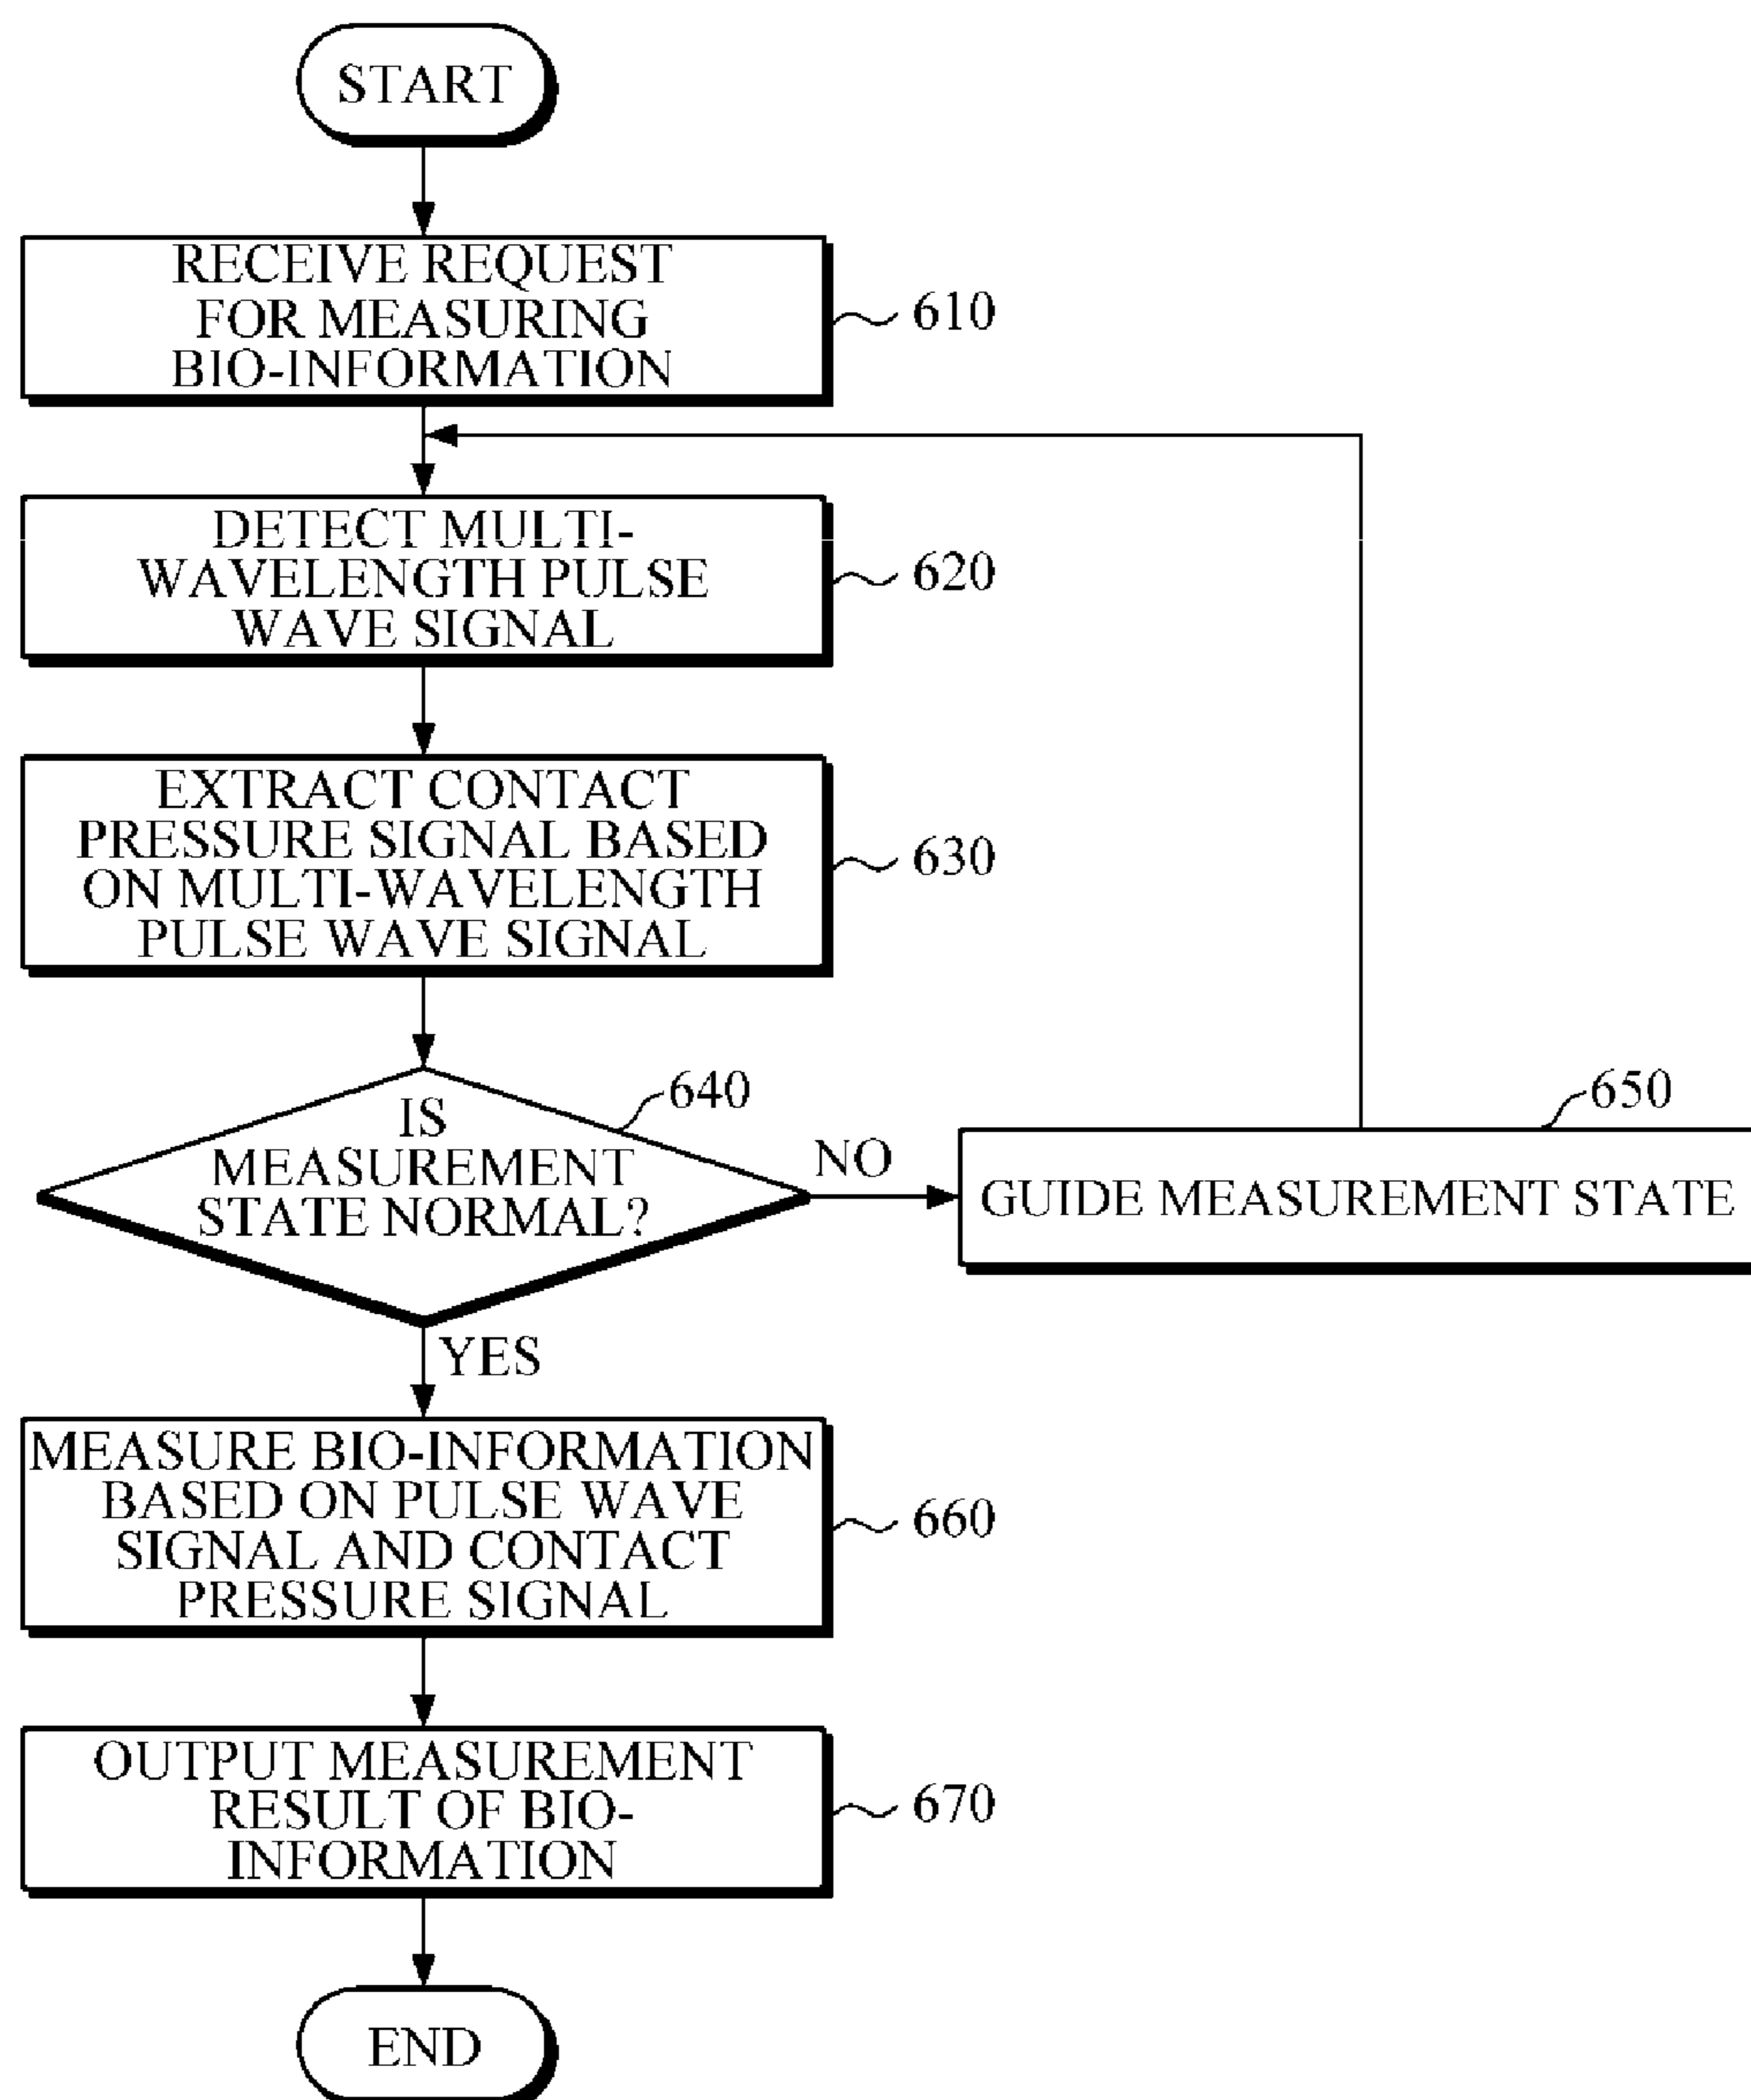 START
RECEIVE REQUEST
FOR MEASURING
BIO-INFORMATION
610
DETECT MULTI-
WAVELENGTH PULSE
WAVE SIGNAL
620
EXTRACT CONTACT
PRESSURE SIGNAL BASED
ON MULTI-WAVELENGTH
PULSE WAVE SIGNAL
630
IS
MEASUREMENT
STATE NORMAL?
640
NO
650
GUIDE MEASUREMENT STATE
YES
MEASURE BIO-INFORMATION
BASED ON PULSE WAVE
SIGNAL AND CONTACT
PRESSURE SIGNAL
660
OUTPUT MEASUREMENT
RESULT OF BIO-
INFORMATION
670
END